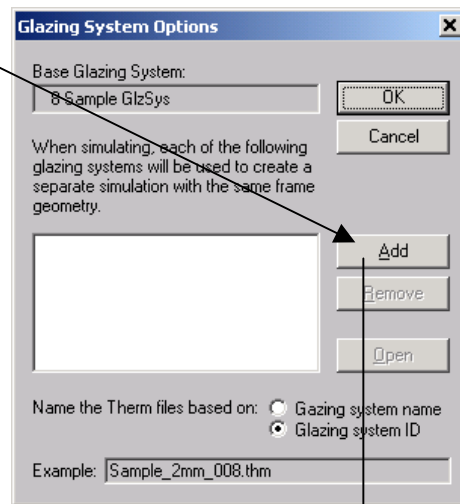 Glazing System Options
Base Glazing System:
8 Sample GlzSys
OK
Cancel
When simulating, each of the following
glazing systems will be used to create a
separate simulation with the same frame
geometry.
Add
Remove
Open
Name the Therm files based on:
Gazing system name
Glazing system ID
Example: Sample_2mm_008.thm